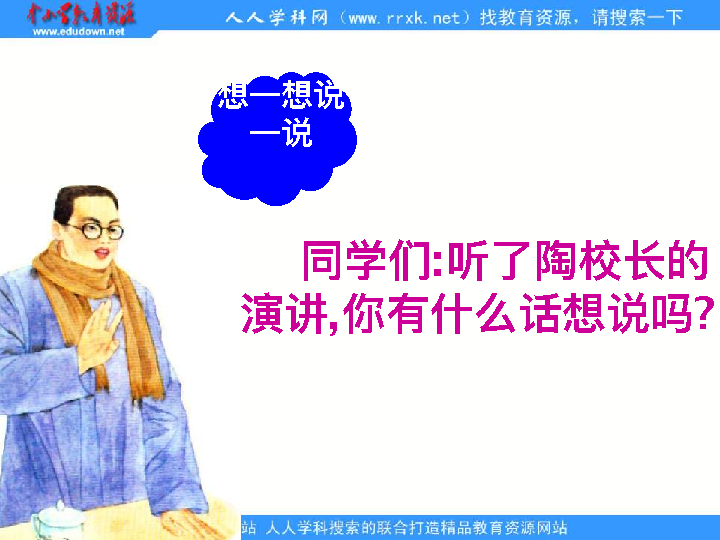 中小学教育资源
www.edudown.net
人人学科网（www.rrxk.net）找教育资源，请搜索一下
想一想说
一说
同学们:听了陶校长的
演讲,你有什么话想说吗?
站 人人学科搜索的联合打造精品教育资源网站